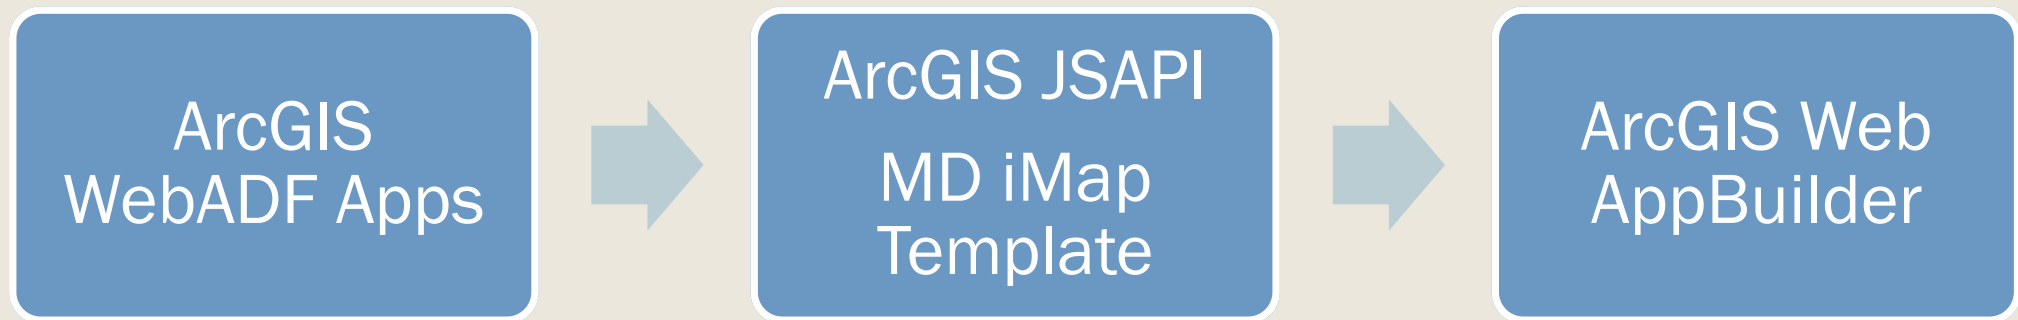 ArcGIS
WebADF Apps
ArcGIS JSAPI
MD iMap
Template
ArcGIS Web
AppBuilder